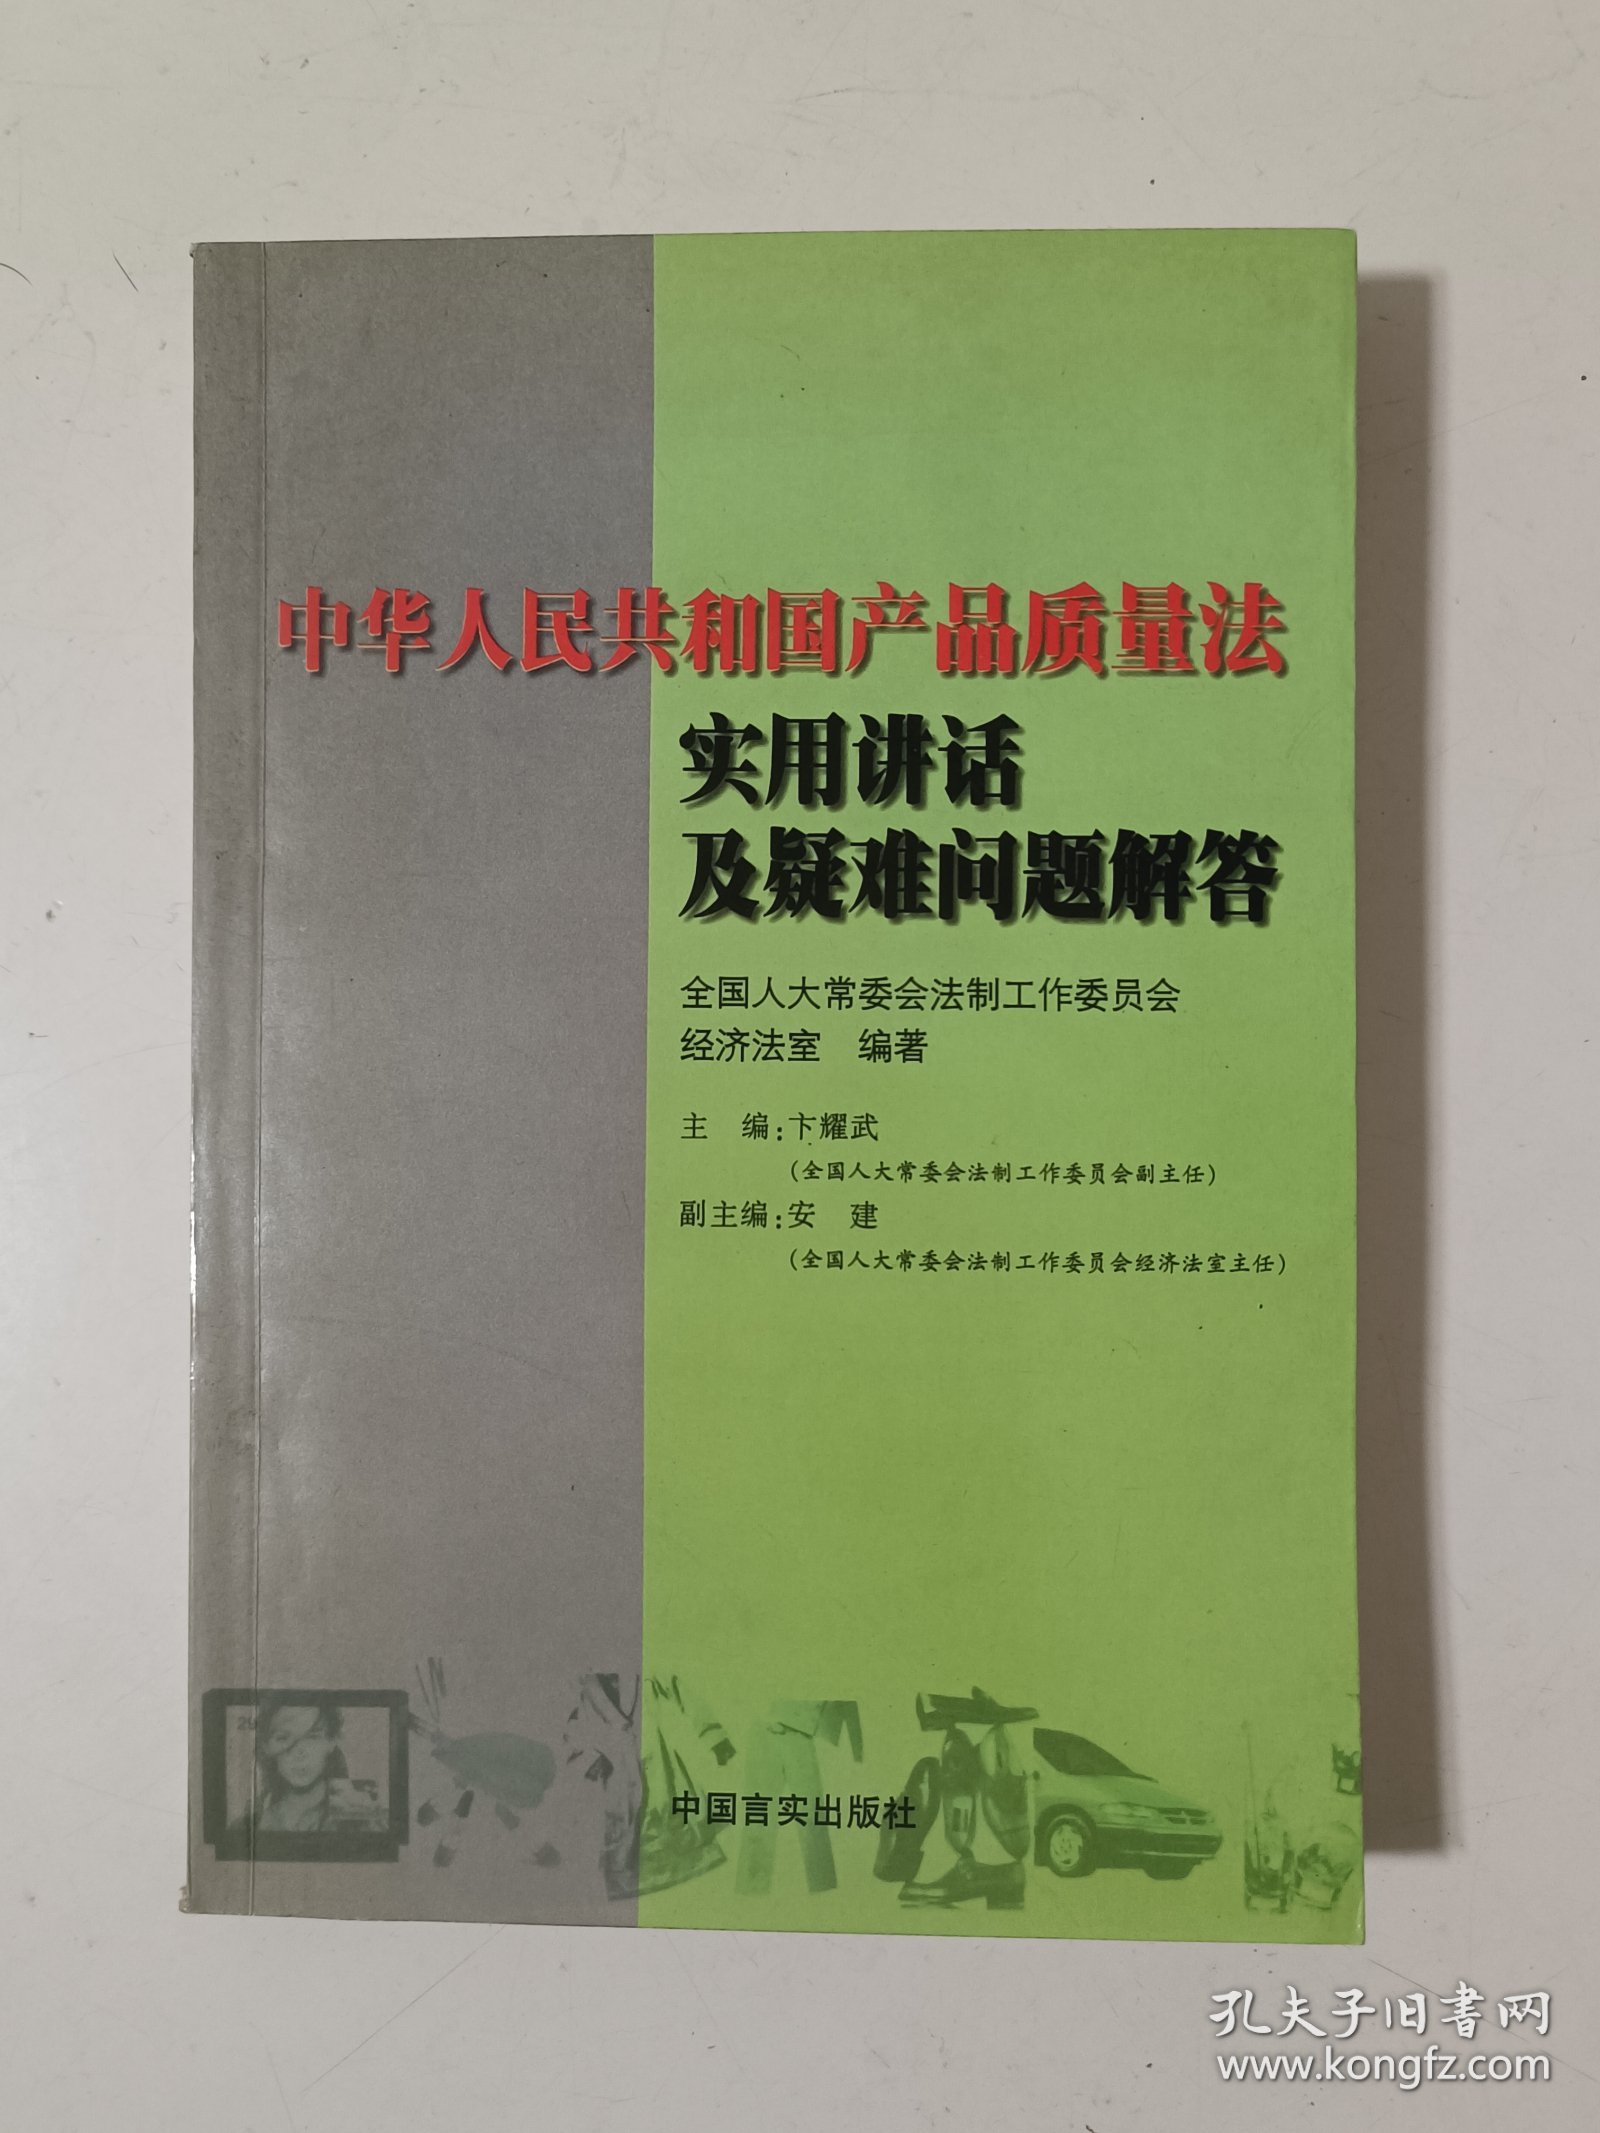 中华人民共和国产品质量法
实用讲话
及疑难问题解答
全国人大常委会法制工作委员会
经济法室　编著
主　编：卞耀武
（全国人大常委会法制工作委员会副主任）
副主编：安　建
（全国人大常委会法制工作委员会经济法室主任）
29
中国言实出版社
孔夫子旧书网
www.kongfz.com